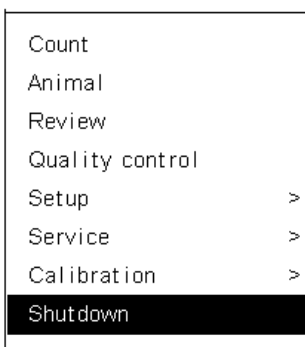 Count
Animal
Review
Quality control
Setup >
Service >
Calibration >
Shutdown